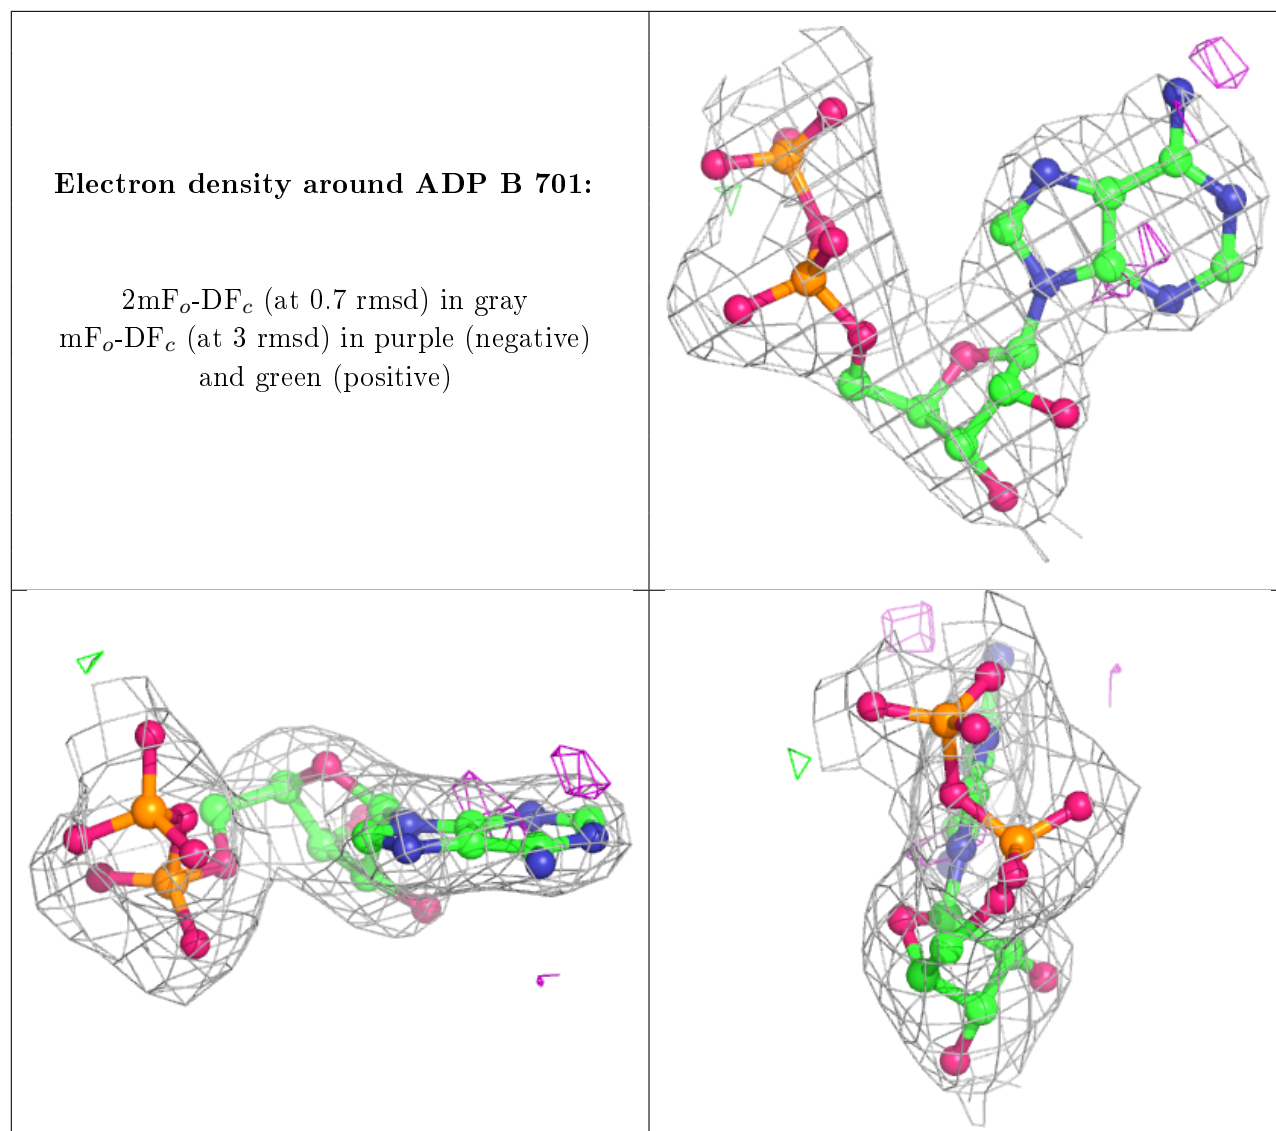 Electron density around ADP B 701:
2mFo-DFc (at 0.7 rmsd) in gray
mFo-DFc (at 3 rmsd) in purple (negative)
and green (positive)